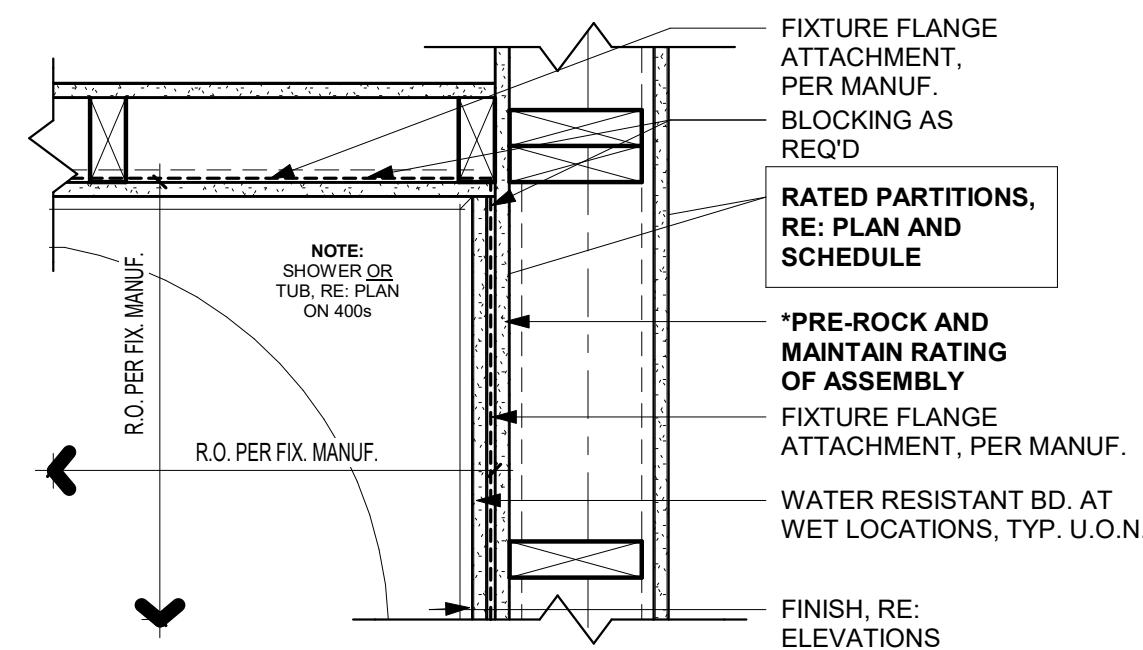 FIXTURE FLANGE
ATTACHMENT,
PER MANUF.
BLOCKING AS
REQ'D
RATED PARTITIONS,
RE: PLAN AND
SCHEDULE
*PRE-ROCK AND
MAINTAIN RATING
OF ASSEMBLY
FIXTURE FLANGE
ATTACHMENT, PER MANUF.
WATER RESISTANT BD. AT
WET LOCATIONS, TYP. U.O.N.
FINISH, RE:
ELEVATIONS
NOTE:
SHOWER OR
TUB, RE: PLAN
ON 400s
R.O. PER FIX. MANUF.
R.O. PER FIX. MANUF.